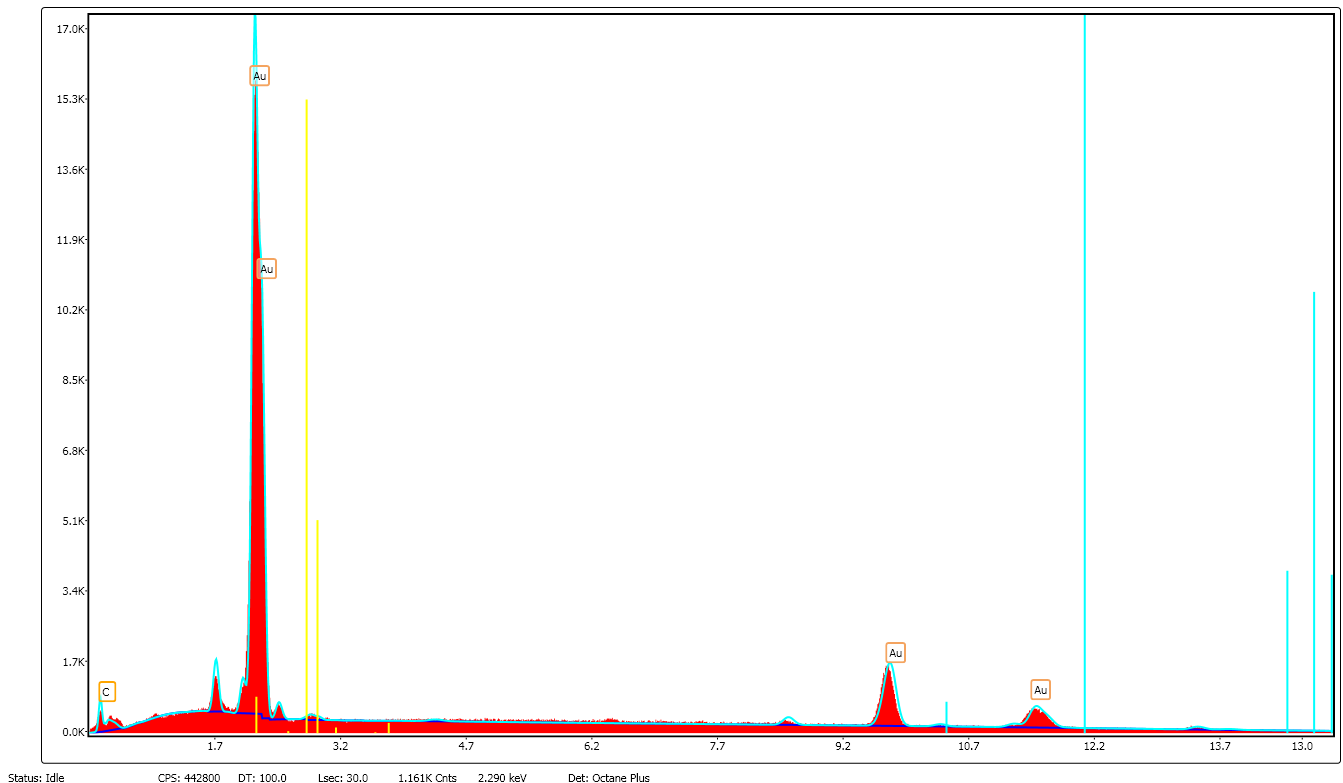 17.0K
Au
15.3K
13.6K
11.9K
Au
10.2K
8.5K
6.8K
5.1K
3.4K
1.7K
Au
C
Au
0.0K
1.7 3.2 4.7 6.2 7.7 9.2 10.7 12.2 13.7 13.0
Status: Idle CPS: 442800 DT: 100.0 Lsec: 30.0 1.161K Cnts 2.290 keV Det: Octane Plus